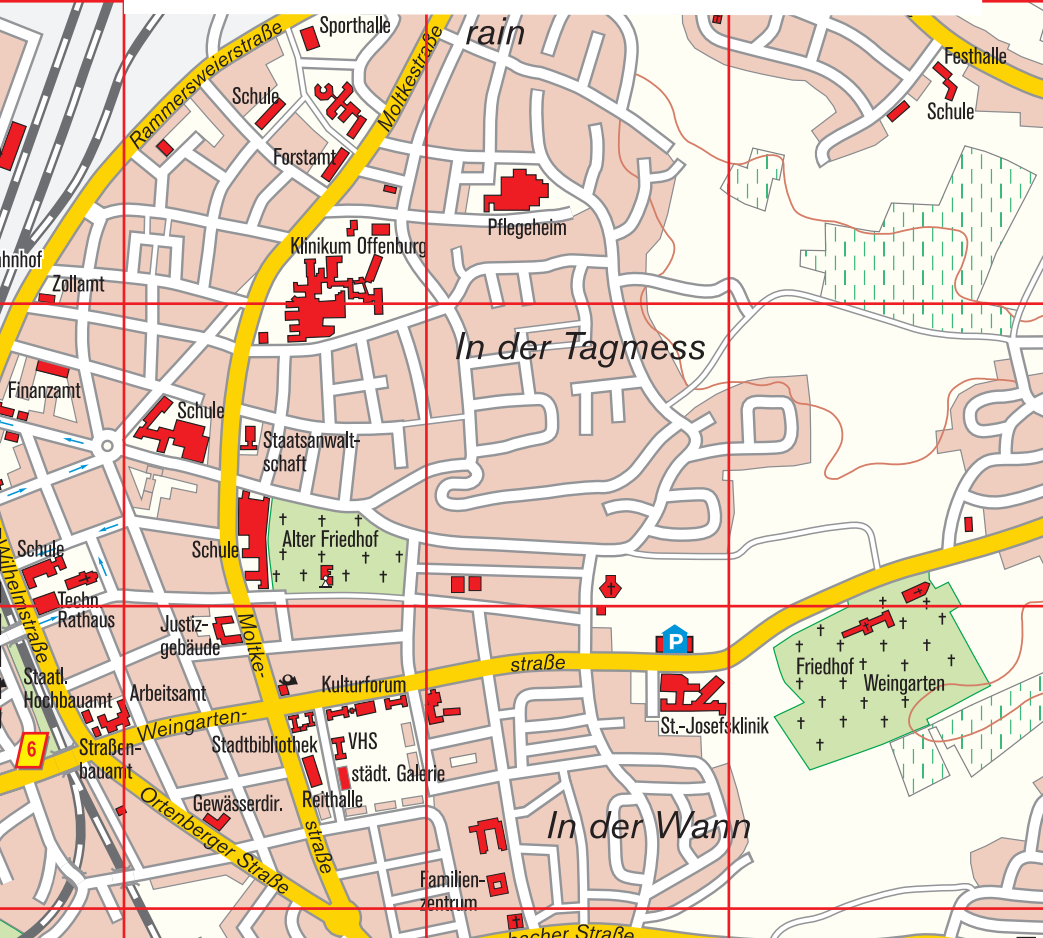 Sporthalle
rain
Rammersweierstraße
Moltkestraße
Festhalle
Schule
Schule
Forstamt
Pflegeheim
Klinikum Offenburg
Zollamt
In der Tagmess
Finanzamt
Schule
Staatsanwalt-
schaft
Alter Friedhof
Schule
Schule
Wilhelmstraße
Techn.
Rathaus
Justiz-
gebäude
Moltke-
straße
P
Friedhof
Weingarten
Staatl.
Hochbauamt
Arbeitsamt
Kulturforum
St.-Josefsklinik
Weingarten-
Stadtbibliothek
VHS
6
Straßen-
bauamt
städt. Galerie
Reithalle
Gewässerdir.
Ortenberger Straße
straße
In der Wann
Familien-
zentrum